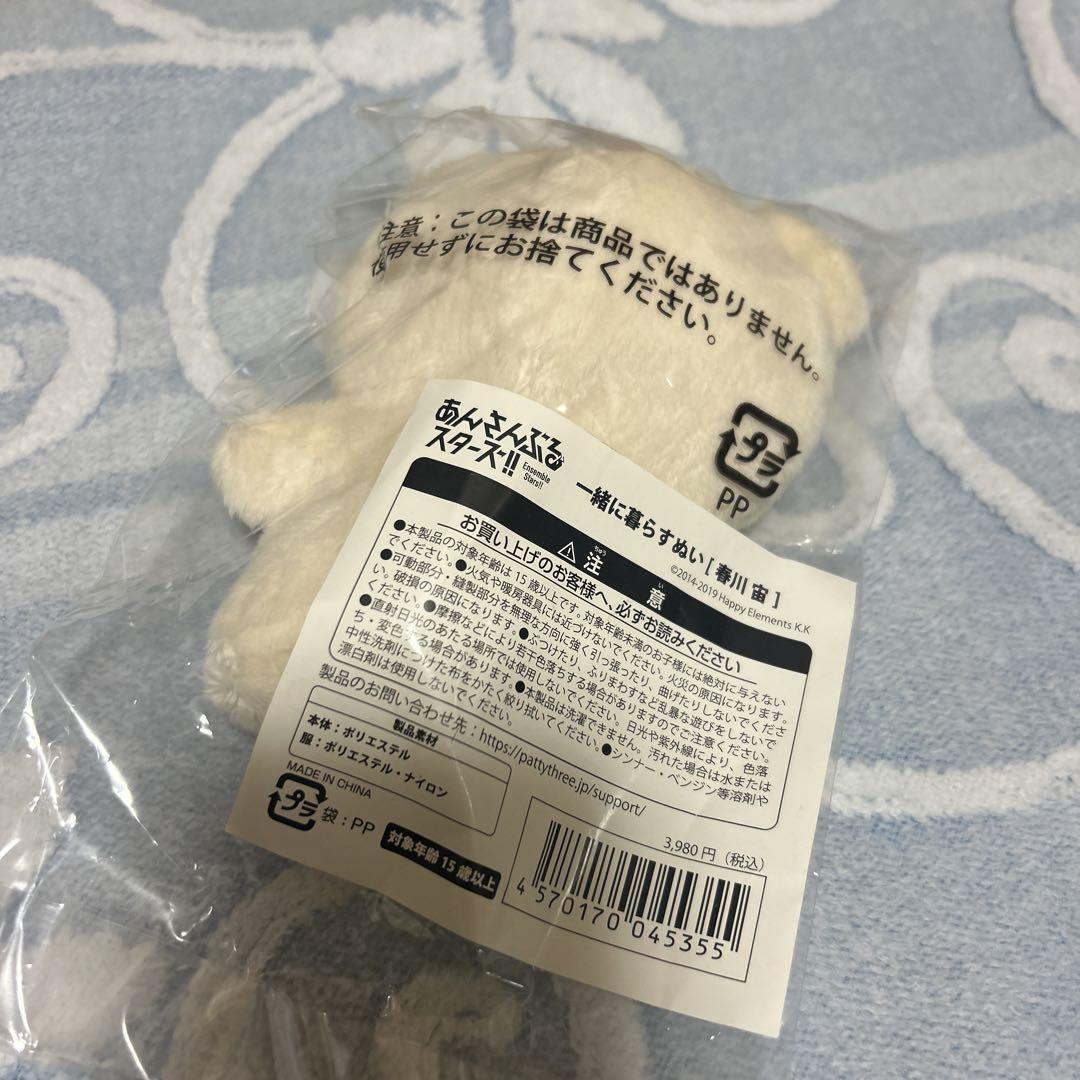 注意：この袋は商品ではありません。
使用せずにお捨てください。
プラ
PP
あんさんぶる
スターズ!!
Ensemble
Stars!!
一緒に暮らすぬい [ 春川 宙 ]
©2014-2019 Happy Elements K.K
⚠ 注意
ちゅう い
お買い上げのお客様へ、必ずお読みください
●本製品の対象年齢は 15 歳以上です。対象年齢未満のお子様には絶対に与えない
でください。●火気や暖房器具には近づけないでください。火災の原因になります。
●可動部分・縫製部分を無理な方向に強く引っ張ったり、曲げたりしないでくださ
い。破損の原因になります。●ぶつけたり、ふりまわすなど乱暴な遊びをしないで
ください。●摩擦などにより若干色落ちする場合がありますのでご注意ください。
●直射日光のあたる場所では使用しないでください。日光や紫外線により、色落
ち・変色する場合があります。●本製品は洗濯できません。汚れた場合は水または
中性洗剤につけた布をかたく絞り拭いてください。●シンナー・ベンジン等溶剤や
漂白剤は使用しないでください。
製品のお問い合わせ先：https://pattythree.jp/support/
製品素材
本体：ポリエステル
服：ポリエステル・ナイロン
MADE IN CHINA
プラ 袋：PP
対象年齢 15 歳以上
3,980 円（税込）
4 570170 045355